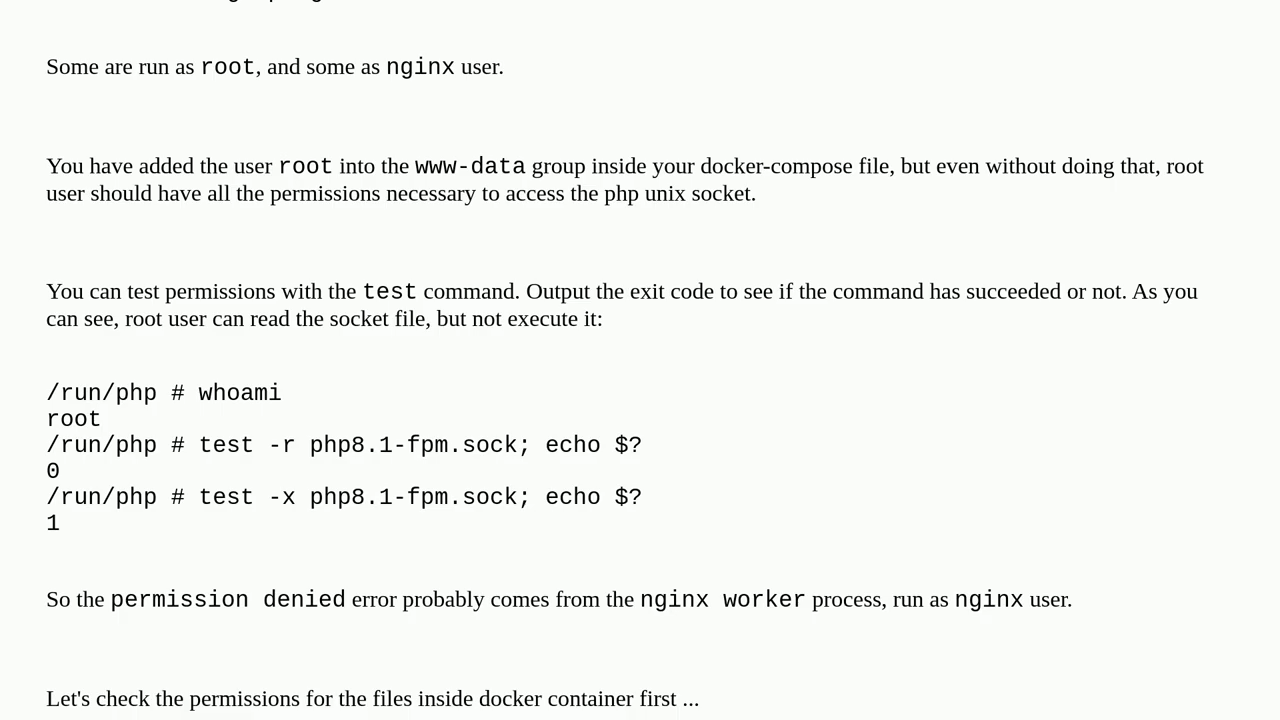 Some are run as root, and some as nginx user.
You have added the user root into the www-data group inside your docker-compose file, but even without doing that, root
user should have all the permissions necessary to access the php unix socket.
You can test permissions with the test command. Output the exit code to see if the command has succeeded or not. As you
can see, root user can read the socket file, but not execute it:
/run/php # whoami
root
/run/php # test -r php8.1-fpm.sock; echo $?
0
/run/php # test -x php8.1-fpm.sock; echo $?
1
So the permission denied error probably comes from the nginx worker process, run as nginx user.
Let's check the permissions for the files inside docker container first ...